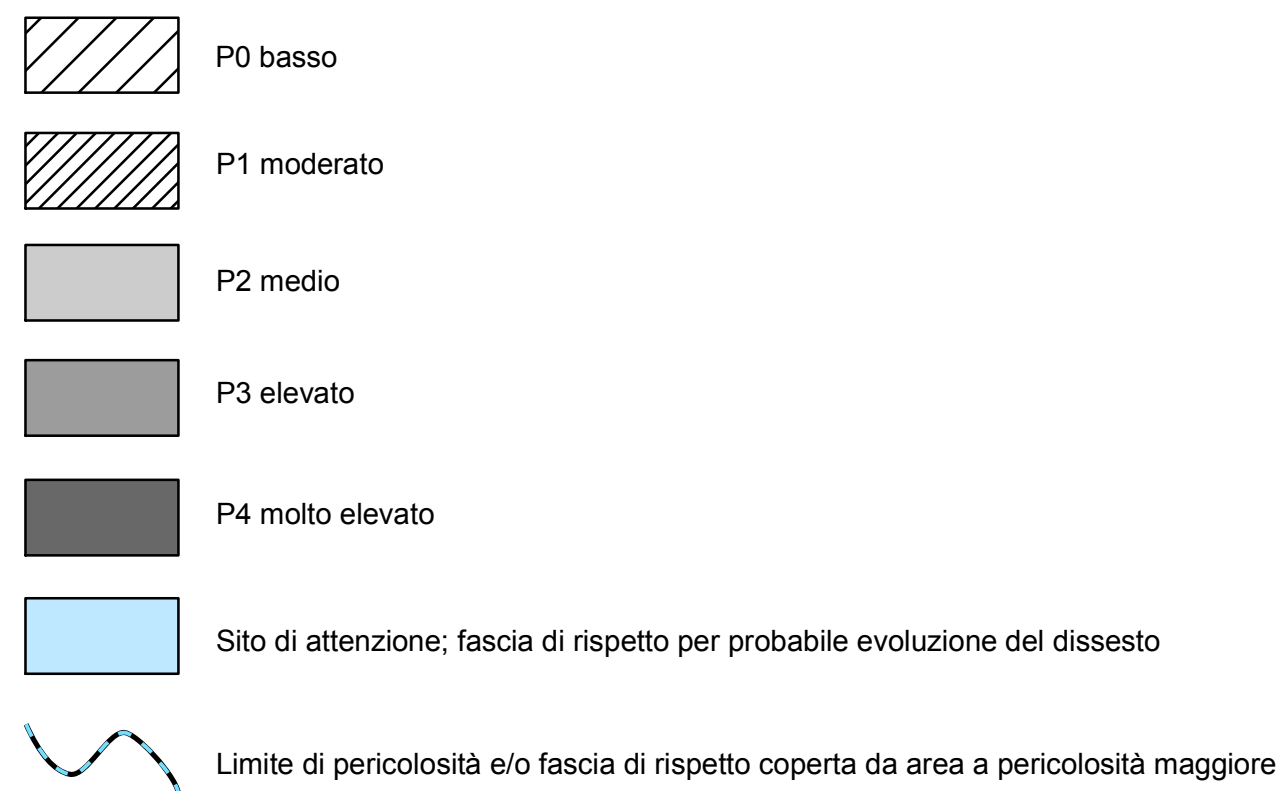 P0 basso
P1 moderato
P2 medio
P3 elevato
P4 molto elevato
Sito di attenzione; fascia di rispetto per probabile evoluzione del dissesto
Limite di pericolosità e/o fascia di rispetto coperta da area a pericolosità maggiore